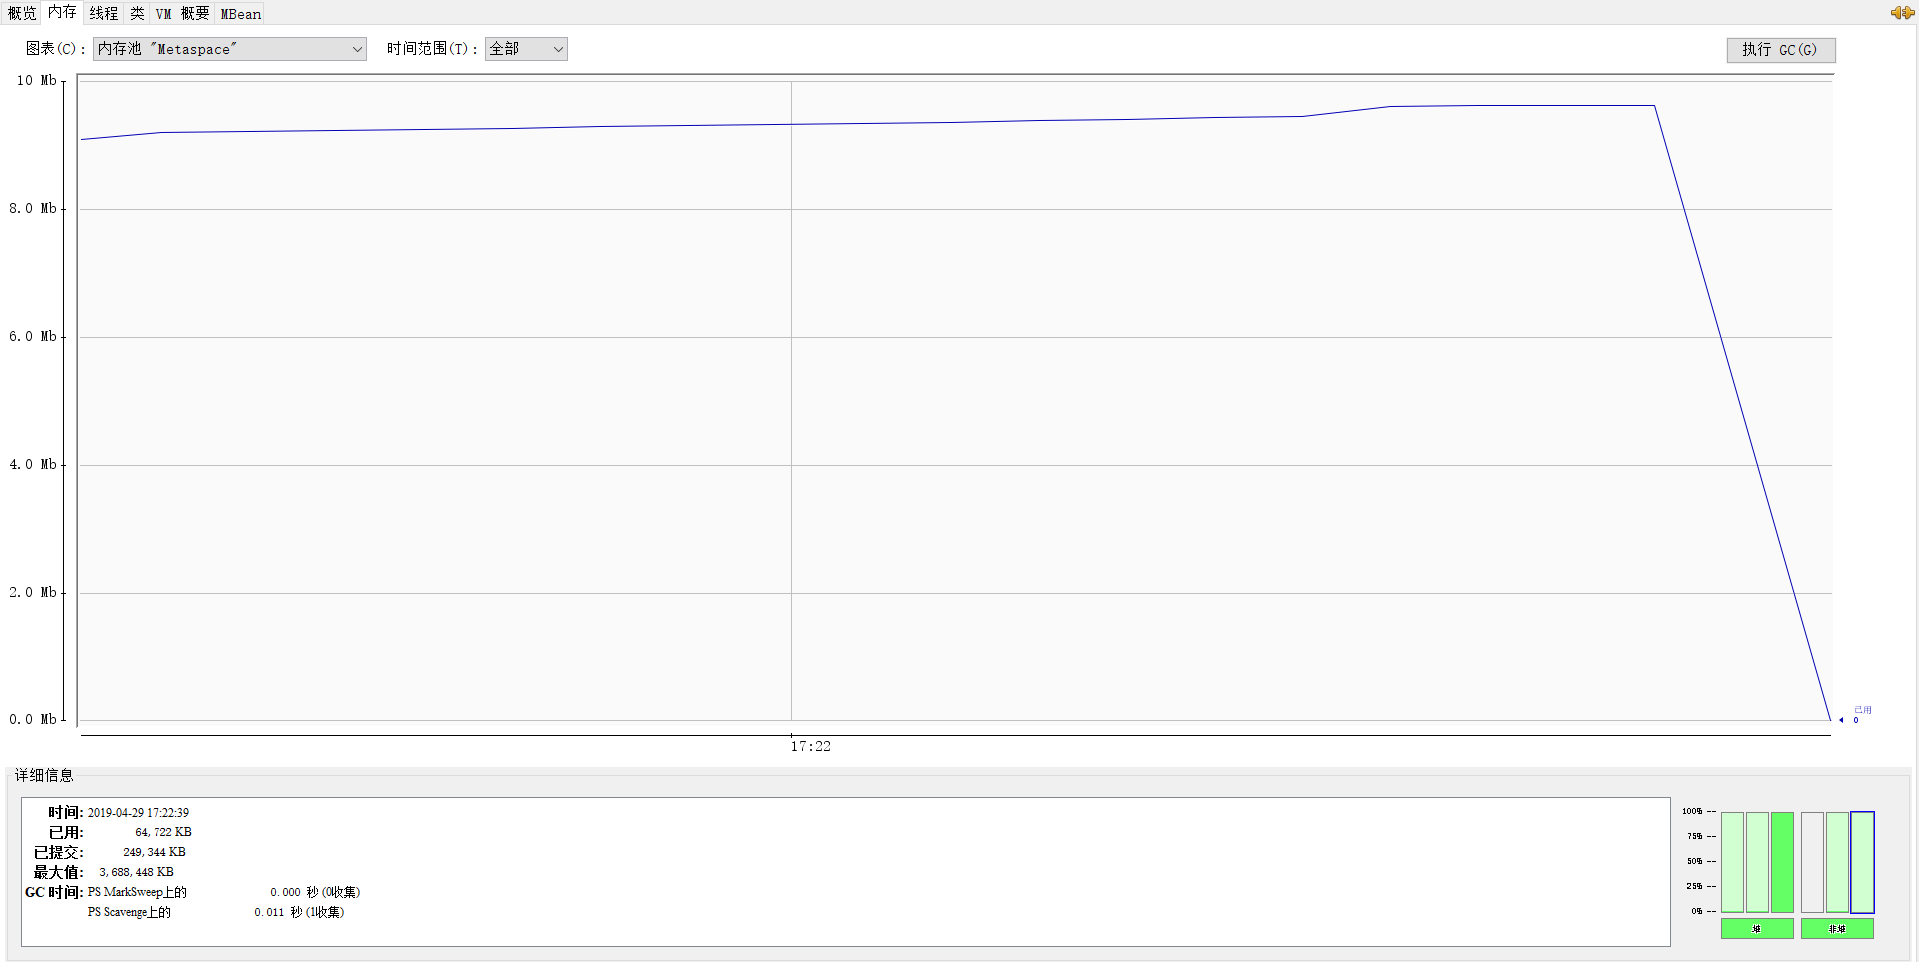 概览 内存 线程 类 VM 概要 MBean
图表(C): 内存池 "Metaspace" 时间范围(T): 全部 执行 GC(G)
10 Mb
8.0 Mb
6.0 Mb
4.0 Mb
2.0 Mb
0.0 Mb
已用
0
17:22
详细信息
时间: 2019-04-29 17:22:39
已用: 64,722 KB
已提交: 249,344 KB
最大值: 3,688,448 KB
GC 时间: PS MarkSweep上的 0.000 秒 (0收集)
PS Scavenge上的 0.011 秒 (1收集)
100% --
75% --
50% --
25% --
0% --
堆 非堆